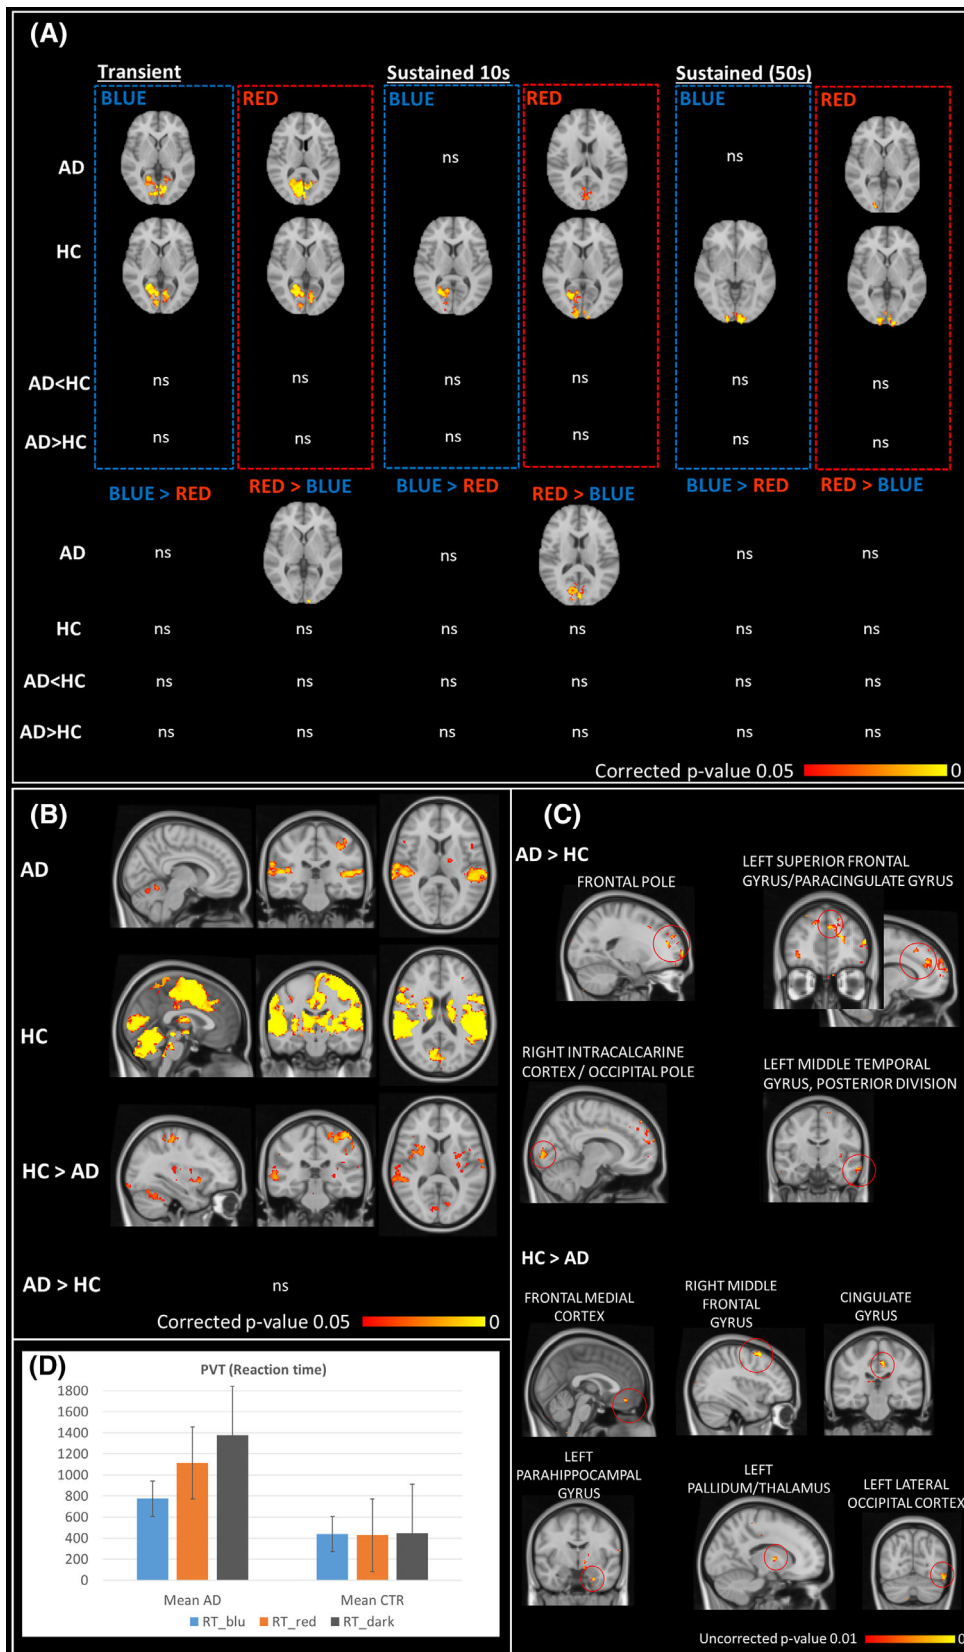 (A)
Transient Sustained 10s Sustained (50s)
BLUE RED BLUE RED BLUE RED
AD ns ns
HC
AD<HC ns ns ns ns ns ns
AD>HC ns ns ns ns ns ns
BLUE > RED RED > BLUE BLUE > RED RED > BLUE BLUE > RED RED > BLUE
AD ns ns ns ns
HC ns ns ns ns ns ns
AD<HC ns ns ns ns ns ns
AD>HC ns ns ns ns ns ns
Corrected p-value 0.05 0
(B)
AD
HC
HC > AD
AD > HC ns
Corrected p-value 0.05 0
(C)
AD > HC
FRONTAL POLE
LEFT SUPERIOR FRONTAL
GYRUS/PARACINGULATE GYRUS
RIGHT INTRACALCARINE
CORTEX / OCCIPITAL POLE
LEFT MIDDLE TEMPORAL
GYRUS, POSTERIOR DIVISION
HC > AD
FRONTAL MEDIAL
CORTEX
RIGHT MIDDLE
FRONTAL
GYRUS
CINGULATE
GYRUS
LEFT
PARAHIPPOCAMPAL
GYRUS
LEFT
PALLIDUM/THALAMUS
LEFT LATERAL
OCCIPITAL CORTEX
Uncorrected p-value 0.01 0
(D)
PVT (Reaction time)
1800
1600
1400
1200
1000
800
600
400
200
0
Mean AD Mean CTR
RT_blu RT_red RT_dark